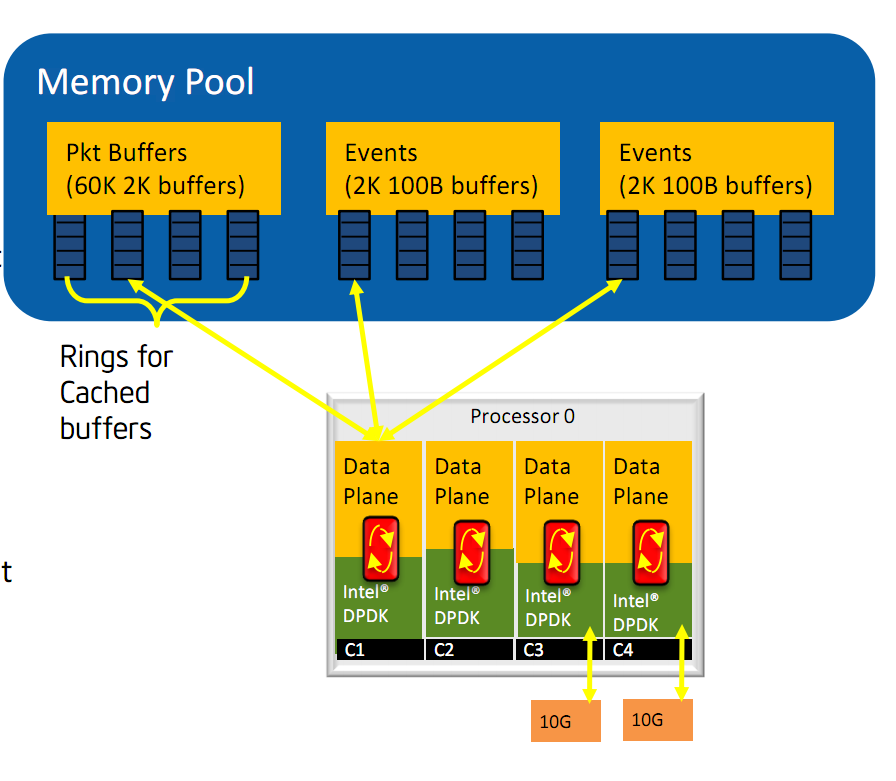 Memory Pool
Pkt Buffers
(60K 2K buffers)
Events
(2K 100B buffers)
Events
(2K 100B buffers)
t
Rings for
Cached
buffers
Processor 0
Data
Plane
Data
Plane
Data
Plane
Data
Plane
t
Intel®
DPDK
Intel®
DPDK
Intel®
DPDK
Intel®
DPDK
C1
C2
C3
C4
10G
10G